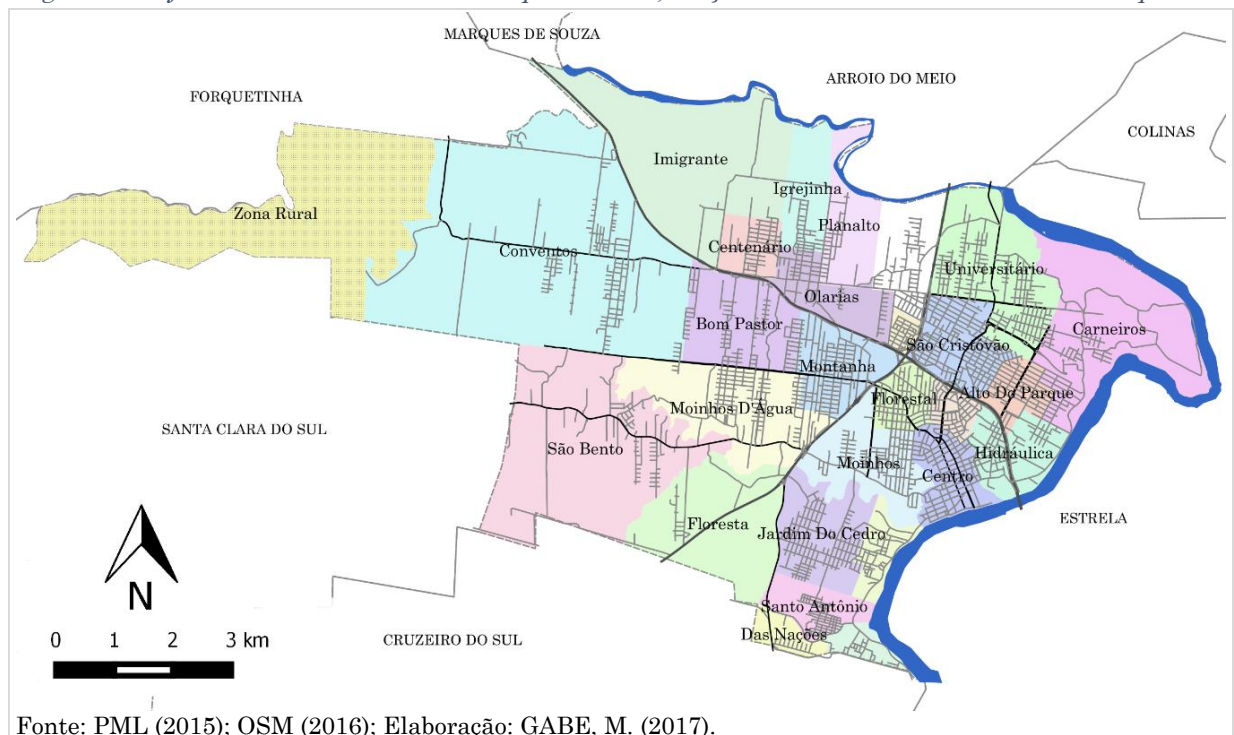 MARQUES DE SOUZA
ARROIO DO MEIO
FORQUETINHA
COLINAS
Imigrante
Igrejinha
Zona Rural
Planalto
Centenário
Conventos
Universitário
Olarias
Bom Pastor
Carneiros
São Cristóvão
Montanha
Florestal
Alto Do Parque
Moinhos D'Água
SANTA CLARA DO SUL
São Bento
Hidráulica
Moinhos
Centro
ESTRELA
Floresta
Jardim Do Cedro
N
Santo Antônio
Das Nações
0 1 2 3 km
CRUZEIRO DO SUL
Fonte: PML (2015); OSM (2016); Elaboração: GABE, M. (2017).